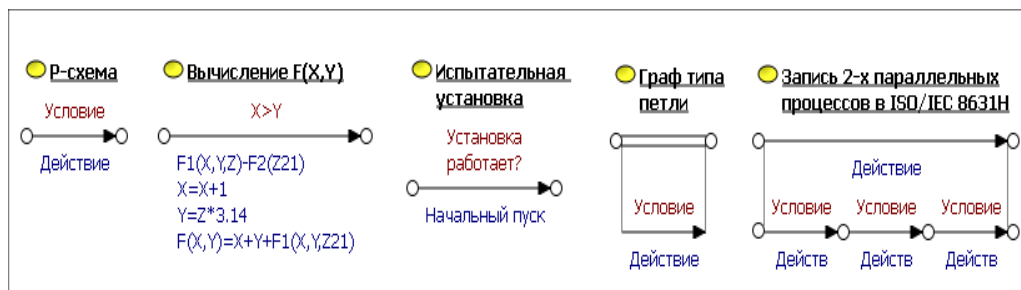 Р-схема
Условие
Действие
Вычисление F(X,Y)
X>Y
F1(X,Y,Z)-F2(Z21)
X=X+1
Y=Z*3.14
F(X,Y)=X+Y+F1(X,Y,Z21)
Испытательная
установка
Установка
работает?
Начальный пуск
Граф типа
петли
Условие
Действие
Запись 2-х параллельных
процессов в ISO/IEC 8631H
Действие
Условие Условие Условие
Действ Действ Действ